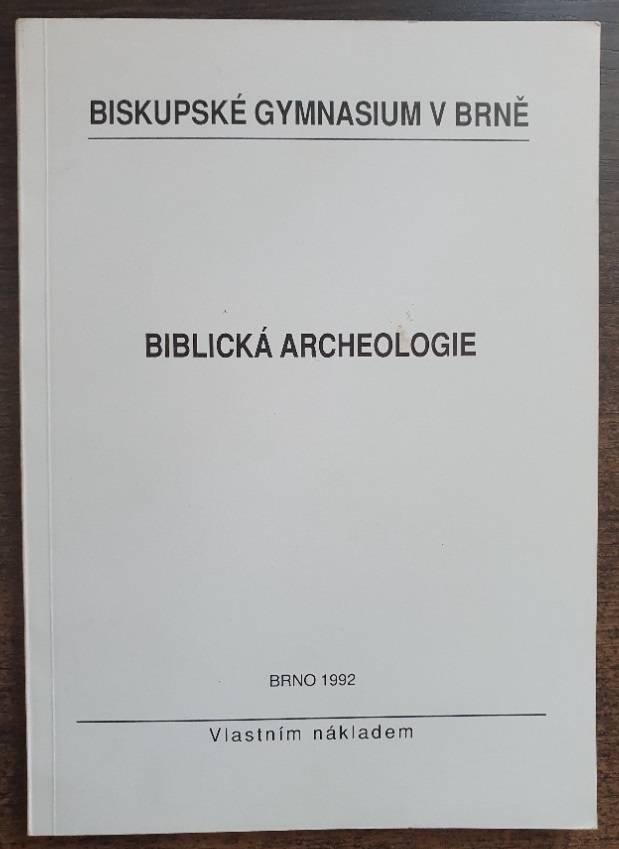 BISKUPSKÉ GYMNASIUM V BRNĚ
BIBLICKÁ ARCHEOLOGIE
BRNO 1992
Vlastním nákladem